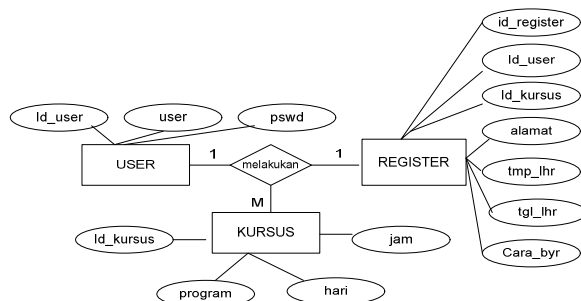 id_register
Id_user
Id_kursus
alamat
tmp_lhr
tgl_lhr
Cara_byr
Id_user
user
pswd
USER
1
melakukan
1
REGISTER
M
KURSUS
Id_kursus
jam
program
hari